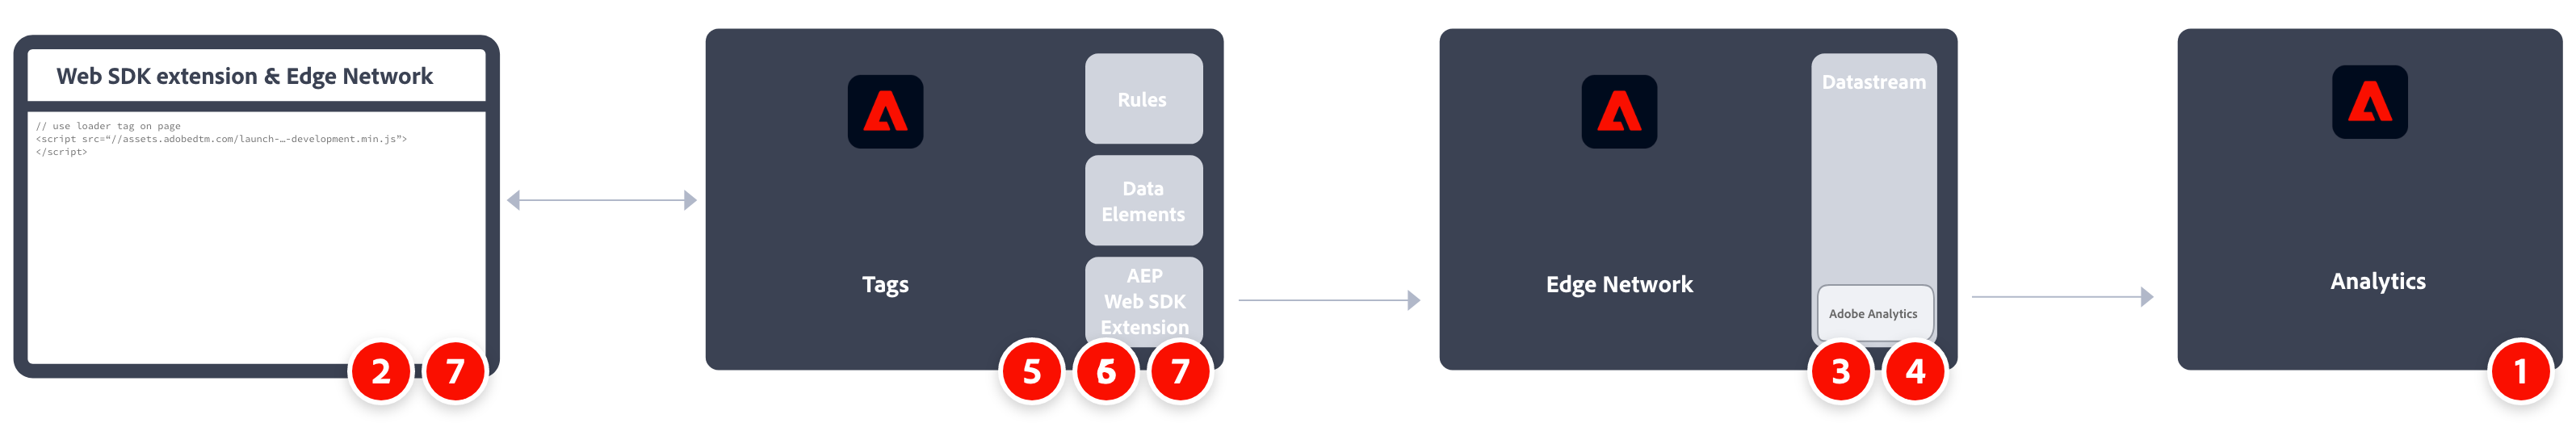 Web SDK extension & Edge Network
// use loader tag on page
<script src=“//assets.adobedtm.com/launch-…-development.min.js”>
</script>
2
7
Tags
Rules
Data
Elements
AEP
Web SDK
Extension
5
6
7
Edge Network
Datastream
Adobe Analytics
3
4
Analytics
1